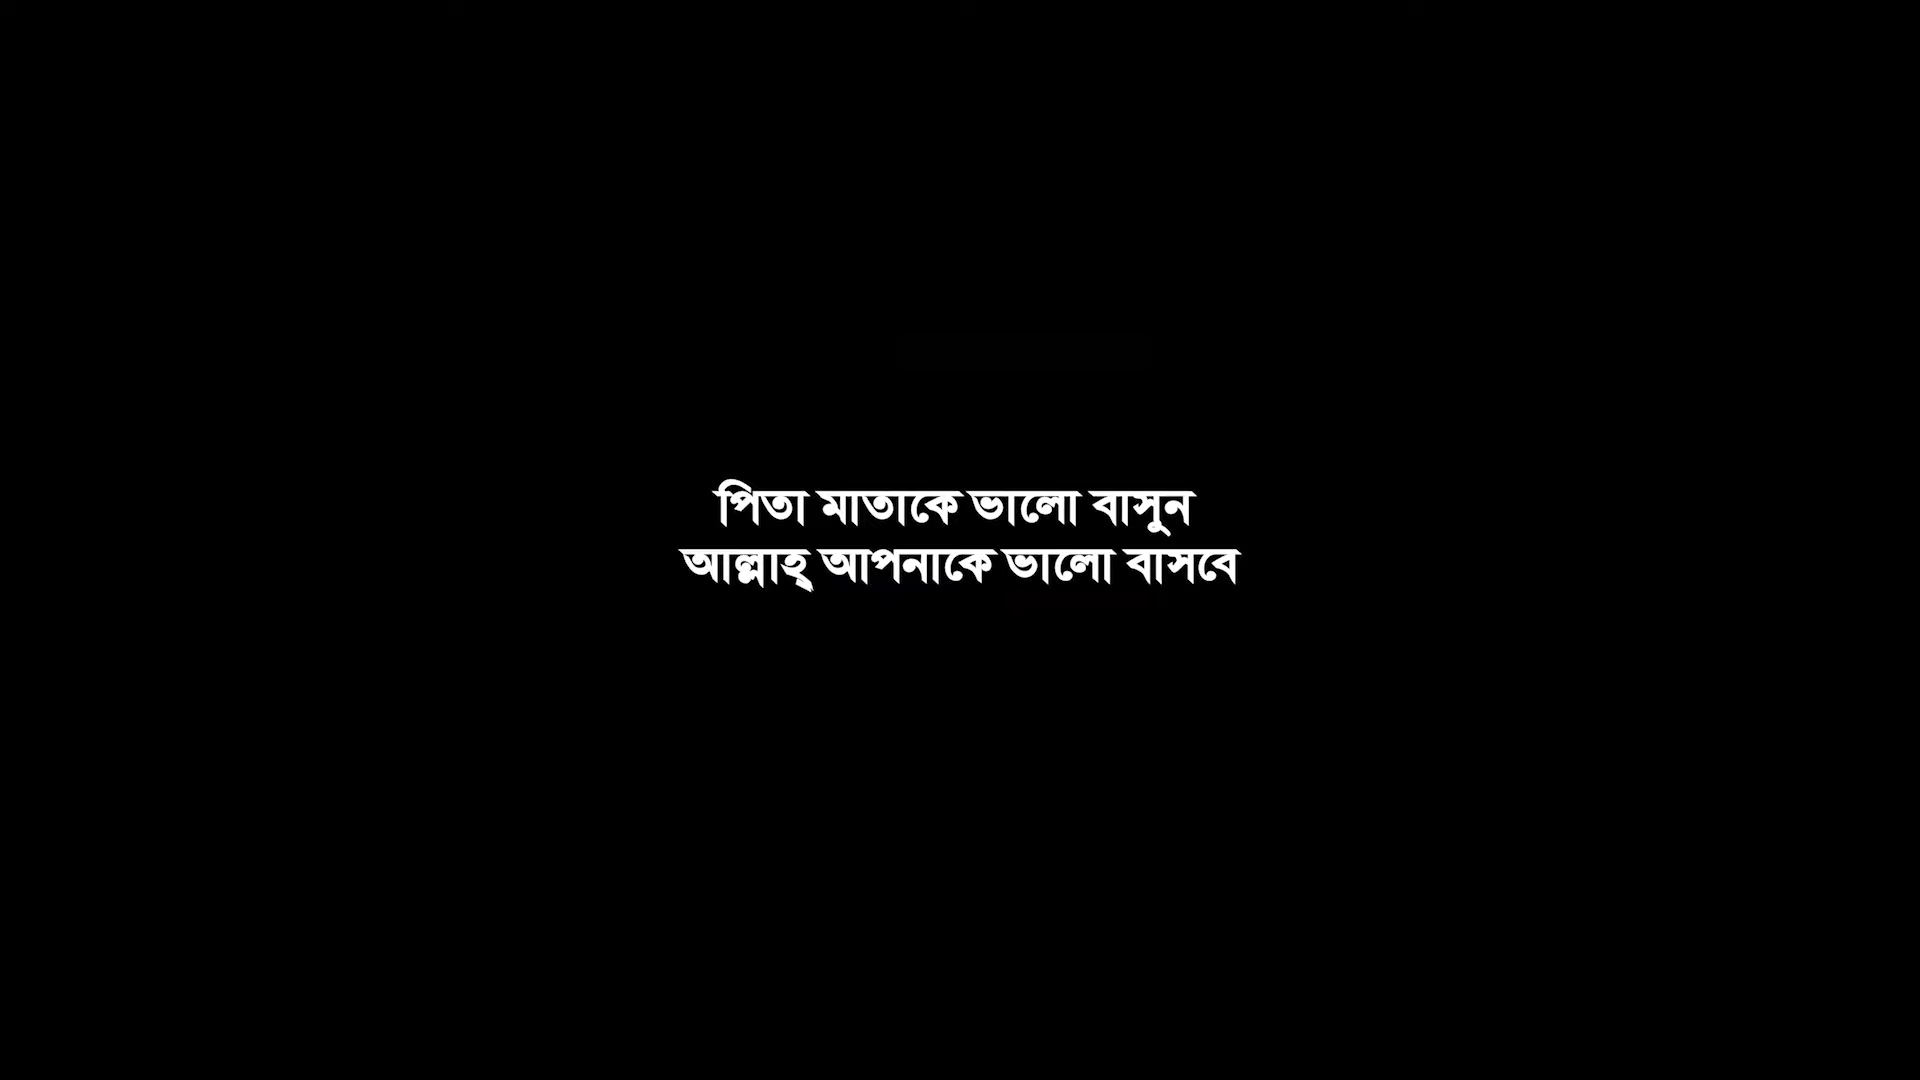 পিতা মাতাকে ভালো বাসুন
আল্লাহ্ আপনাকে ভালো বাসবে